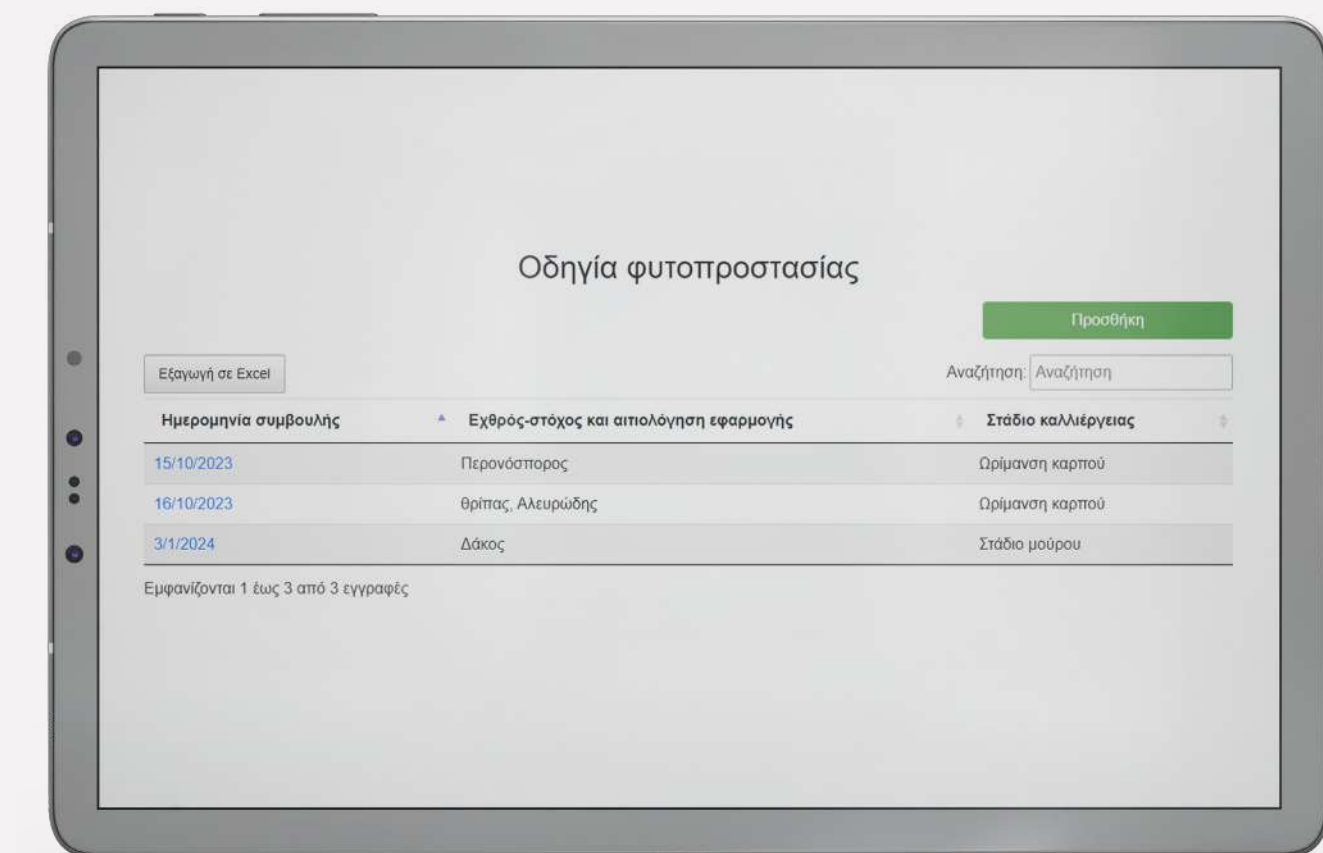 Οδηγία φυτοπροστασίας
Προσθήκη
Εξαγωγή σε Excel Αναζήτηση: Αναζήτηση
Ημερομηνία συμβουλής Εχθρός-στόχος και αιτιολόγηση εφαρμογής Στάδιο καλλιέργειας
15/10/2023 Περονόσπορος Ωρίμανση καρπού
16/10/2023 θρίπας, Αλευρώδης Ωρίμανση καρπού
3/1/2024 Δάκος Στάδιο μούρου
Εμφανίζονται 1 έως 3 από 3 εγγραφές